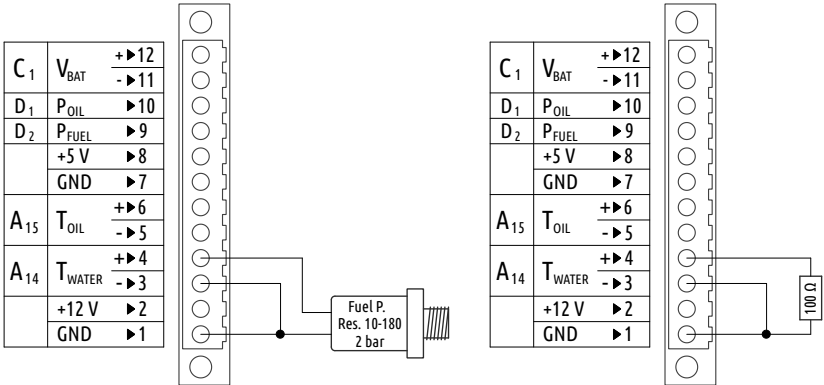 C1 VBAT +▶12
- ▶11
D1 POIL ▶10
D2 PFUEL ▶9
+5 V ▶8
GND ▶7
A15 TOIL +▶6
- ▶5
A14 TWATER +▶4
- ▶3
+12 V ▶2
GND ▶1
Fuel P.
Res. 10-180
2 bar
C1 VBAT +▶12
- ▶11
D1 POIL ▶10
D2 PFUEL ▶9
+5 V ▶8
GND ▶7
A15 TOIL +▶6
- ▶5
A14 TWATER +▶4
- ▶3
+12 V ▶2
GND ▶1
100 Ω